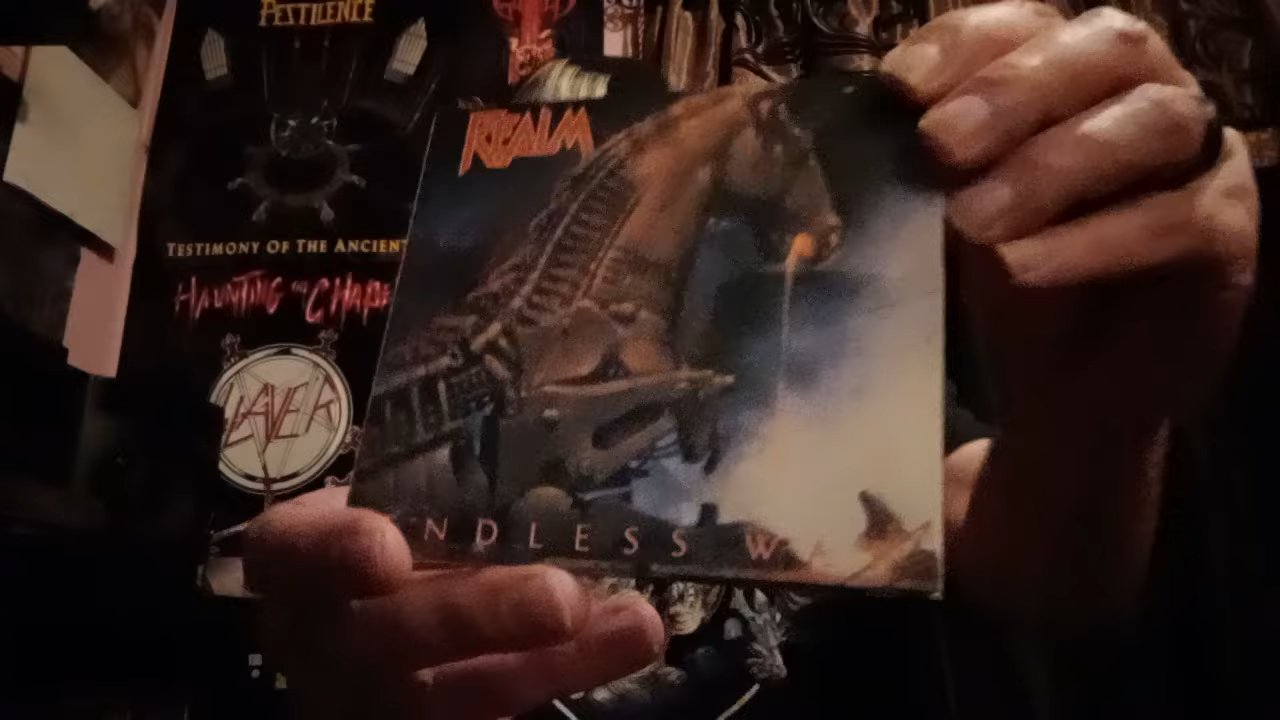 PESTILENCE
REALM
TESTIMONY OF THE ANCIENT
HAUNTING THE CHAPE
SLAYER
NDLESS W